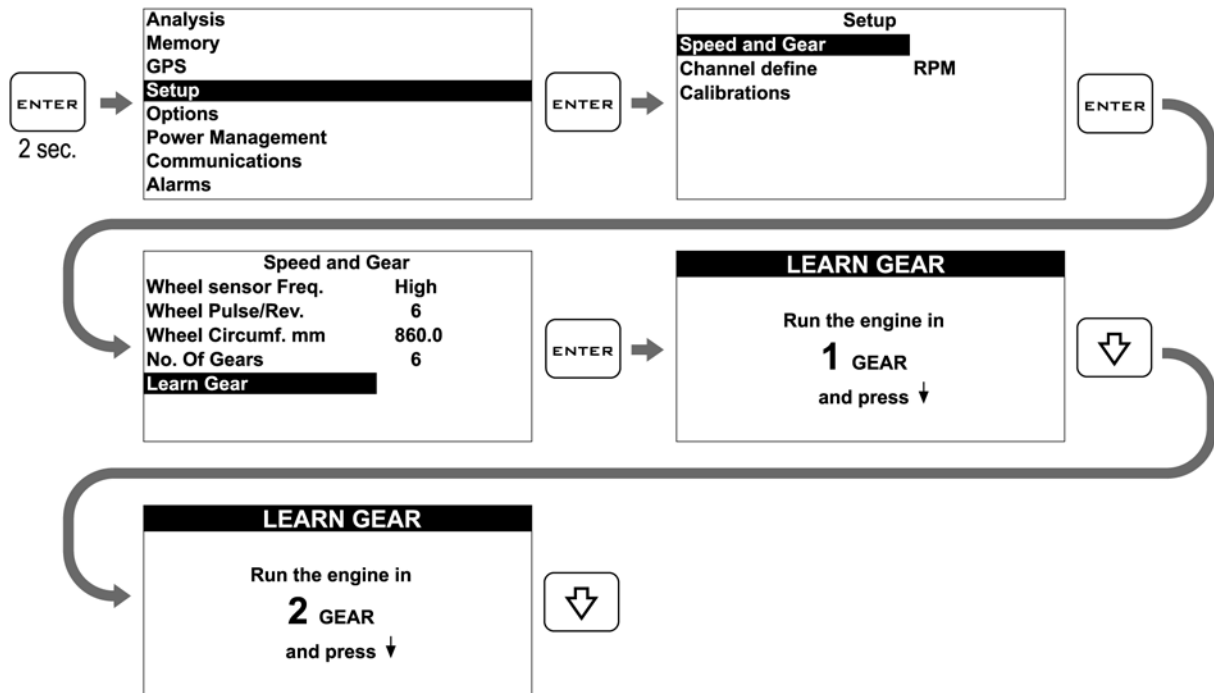 ENTER
2 sec.
Analysis
Memory
GPS
Setup
Options
Power Management
Communications
Alarms
ENTER
Setup
Speed and Gear
Channel define RPM
Calibrations
ENTER
Speed and Gear
Wheel sensor Freq. High
Wheel Pulse/Rev. 6
Wheel Circumf. mm 860.0
No. Of Gears 6
Learn Gear
ENTER
LEARN GEAR
Run the engine in
1 GEAR
and press ↓
LEARN GEAR
Run the engine in
2 GEAR
and press ↓